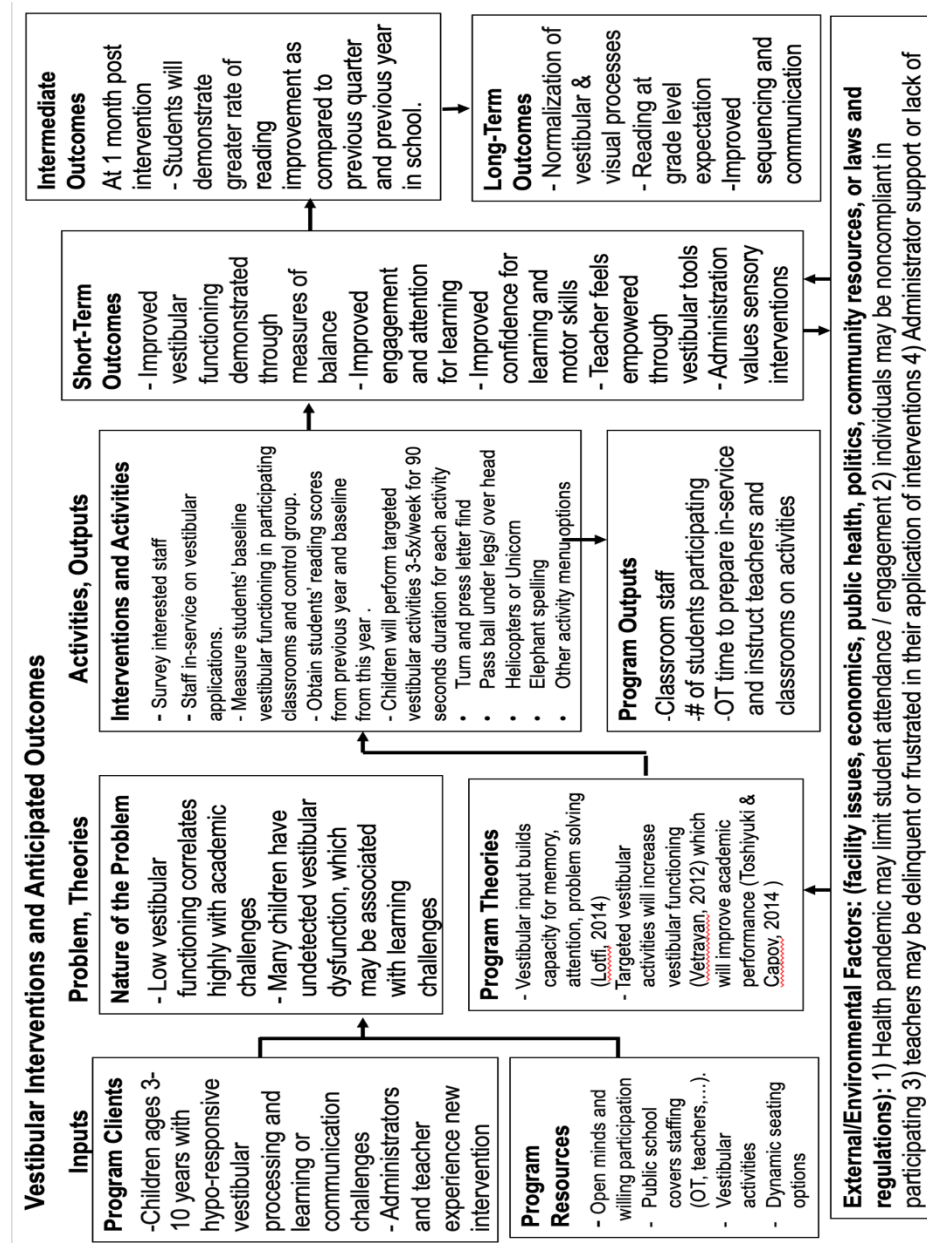 Vestibular Interventions and Anticipated Outcomes
Inputs
Program Clients
-Children ages 3-
10 years with
hypo-responsive
vestibular
processing and
learning or
communication
challenges
- Administrators
and teacher
experience new
intervention
Program
Resources
- Open minds and
willing participation
- Public school
covers staffing
(OT, teachers,…).
- Vestibular
activities
- Dynamic seating
options
Problem, Theories
Nature of the Problem
- Low vestibular
functioning correlates
highly with academic
challenges
- Many children have
undetected vestibular
dysfunction, which
may be associated
with learning
challenges
Program Theories
- Vestibular input builds
capacity for memory,
attention, problem solving
(Lotfi, 2014)
- Targeted vestibular
activities will increase
vestibular functioning
(Vetrayan, 2012) which
will improve academic
performance (Toshiyuki &
Capov, 2014 )
Activities, Outputs
Interventions and Activities
- Survey interested staff
- Staff in-service on vestibular
applications.
- Measure students' baseline
vestibular functioning in participating
classrooms and control group.
- Obtain students' reading scores
from previous year and baseline
from this year .
- Children will perform targeted
vestibular activities 3-5x/week for 90
seconds duration for each activity
• Turn and press letter find
• Pass ball under legs/ over head
• Helicopters or Unicorn
• Elephant spelling
• Other activity menu options
Program Outputs
-Classroom staff
-# of students participating
-OT time to prepare in-service
and instruct teachers and
classrooms on activities
Short-Term
Outcomes
- Improved
vestibular
functioning
demonstrated
through
measures of
balance
- Improved
engagement
and attention
for learning
- Improved
confidence for
learning and
motor skills
- Teacher feels
empowered
through
vestibular tools
- Administration
values sensory
interventions
Intermediate
Outcomes
At 1 month post
intervention
- Students will
demonstrate
greater rate of
reading
improvement as
compared to
previous quarter
and previous year
in school.
Long-Term
Outcomes
- Normalization of
vestibular &
visual processes
- Reading at
grade level
expectation
-Improved
sequencing and
communication
External/Environmental Factors: (facility issues, economics, public health, politics, community resources, or laws and
regulations): 1) Health pandemic may limit student attendance / engagement 2) individuals may be noncompliant in
participating 3) teachers may be delinquent or frustrated in their application of interventions 4) Administrator support or lack of